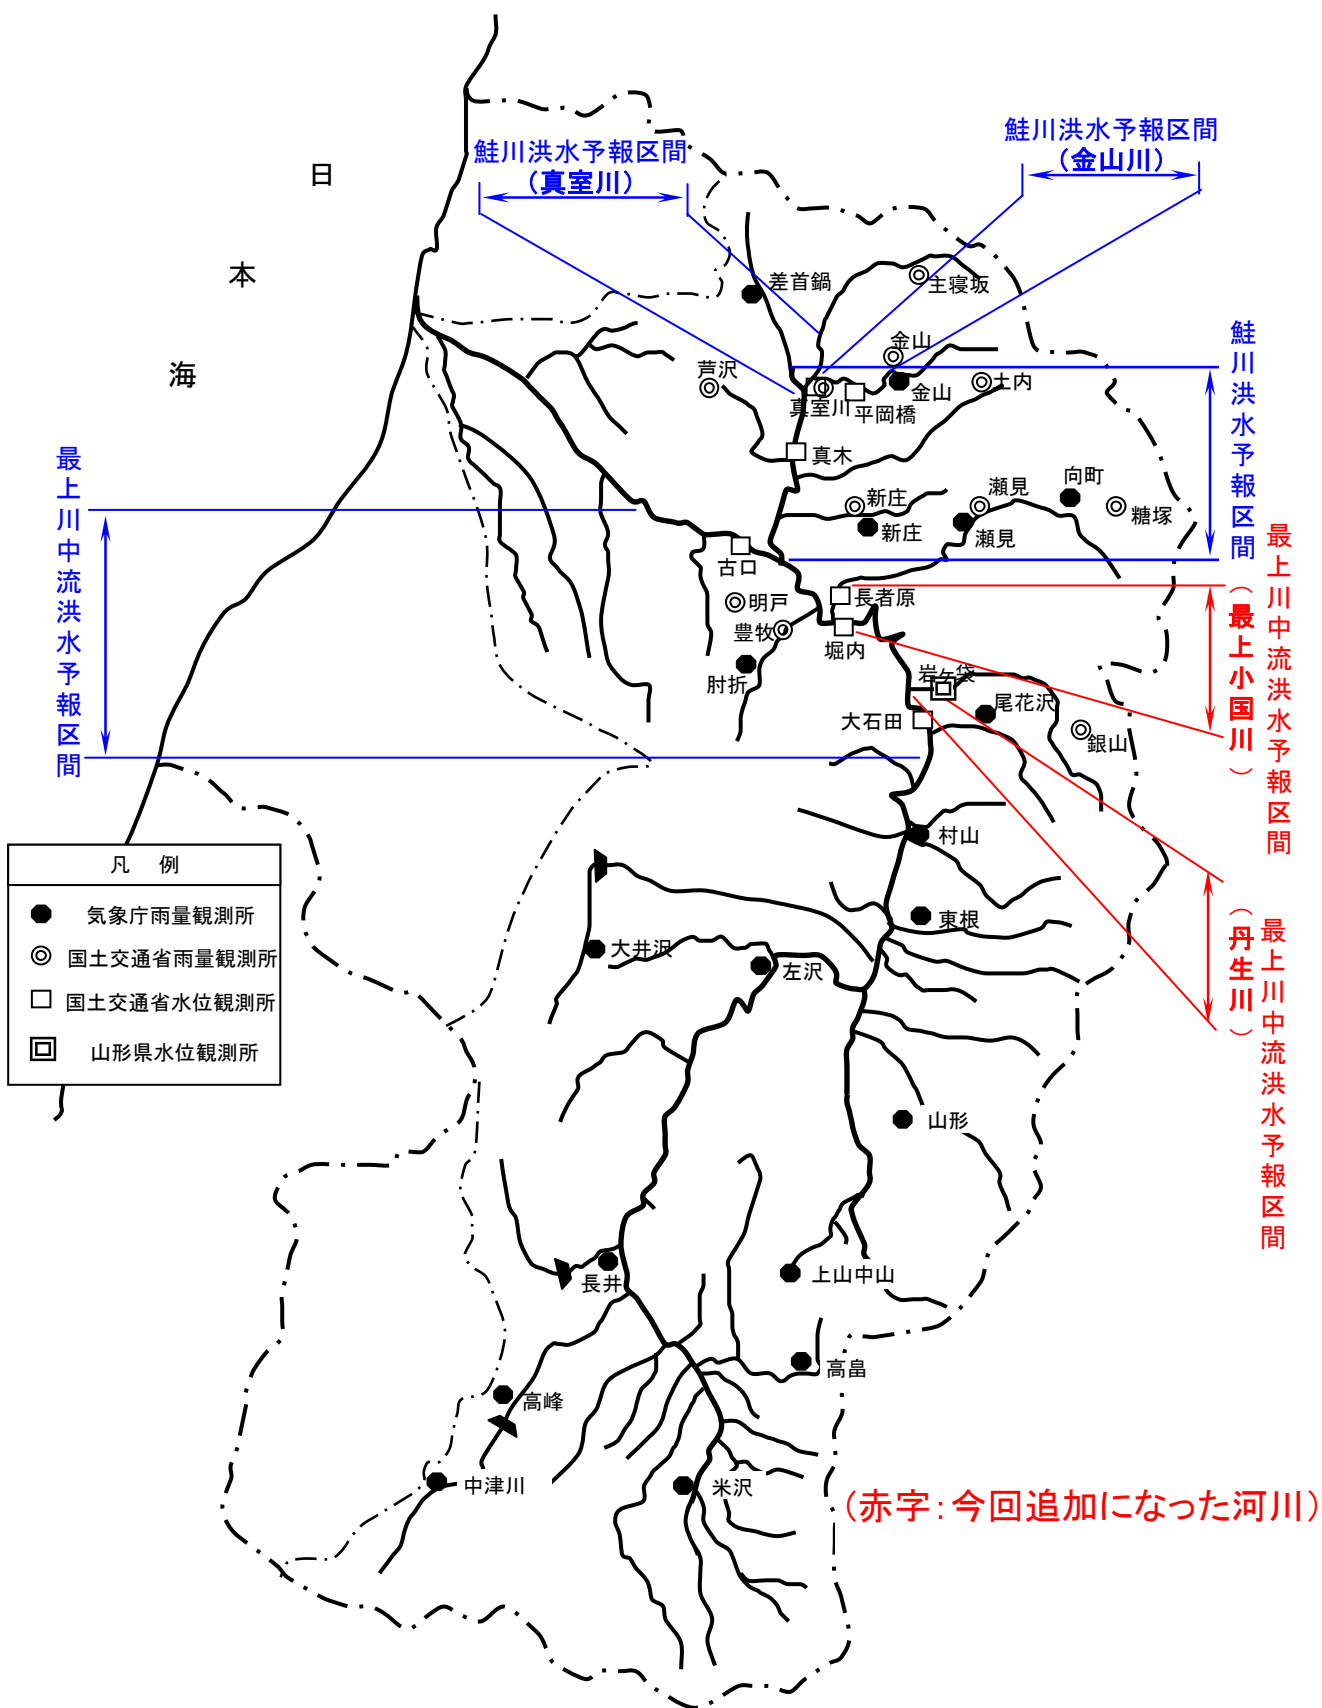 日
本
海
鮭川洪水予報区間
（真室川）
鮭川洪水予報区間
（金山川）
差首鍋
主寝坂
金山
芦沢
金山
土内
真室川
平岡橋
鮭川洪水予報区間
真木
最上川中流洪水予報区間
新庄
瀬見
向町
糖塚
新庄
瀬見
古口
明戸
長者原
豊牧
堀内
最上川中流洪水予報区間
（最上小国川）
肘折
岩ケ袋
尾花沢
大石田
銀山
村山
凡 例
気象庁雨量観測所
国土交通省雨量観測所
国土交通省水位観測所
山形県水位観測所
東根
大井沢
左沢
最上川中流洪水予報区間
（丹生川）
山形
長井
上山中山
高畠
高峰
中津川
米沢
（赤字：今回追加になった河川）